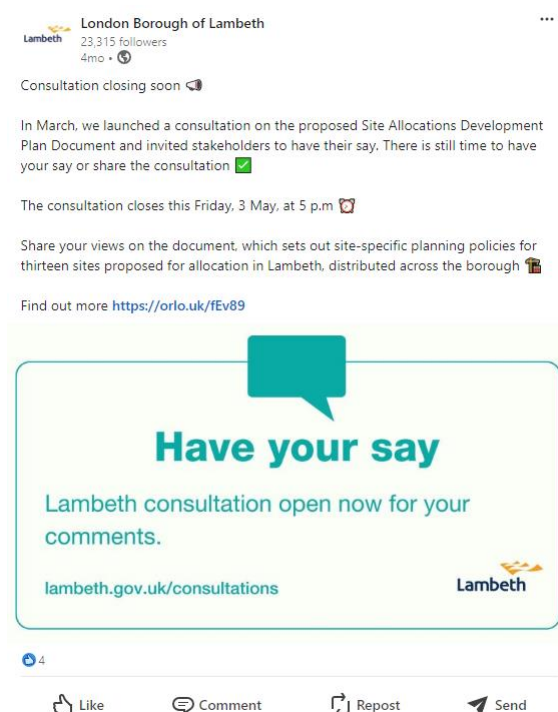 London Borough of Lambeth
Lambeth
23,315 followers
4mo •
Consultation closing soon
In March, we launched a consultation on the proposed Site Allocations Development
Plan Document and invited stakeholders to have their say. There is still time to have
your say or share the consultation
The consultation closes this Friday, 3 May, at 5 p.m
Share your views on the document, which sets out site-specific planning policies for
thirteen sites proposed for allocation in Lambeth, distributed across the borough
Find out more https://orlo.uk/fEv89
Have your say
Lambeth consultation open now for your
comments.
lambeth.gov.uk/consultations
Lambeth
4
Like
Comment
Repost
Send